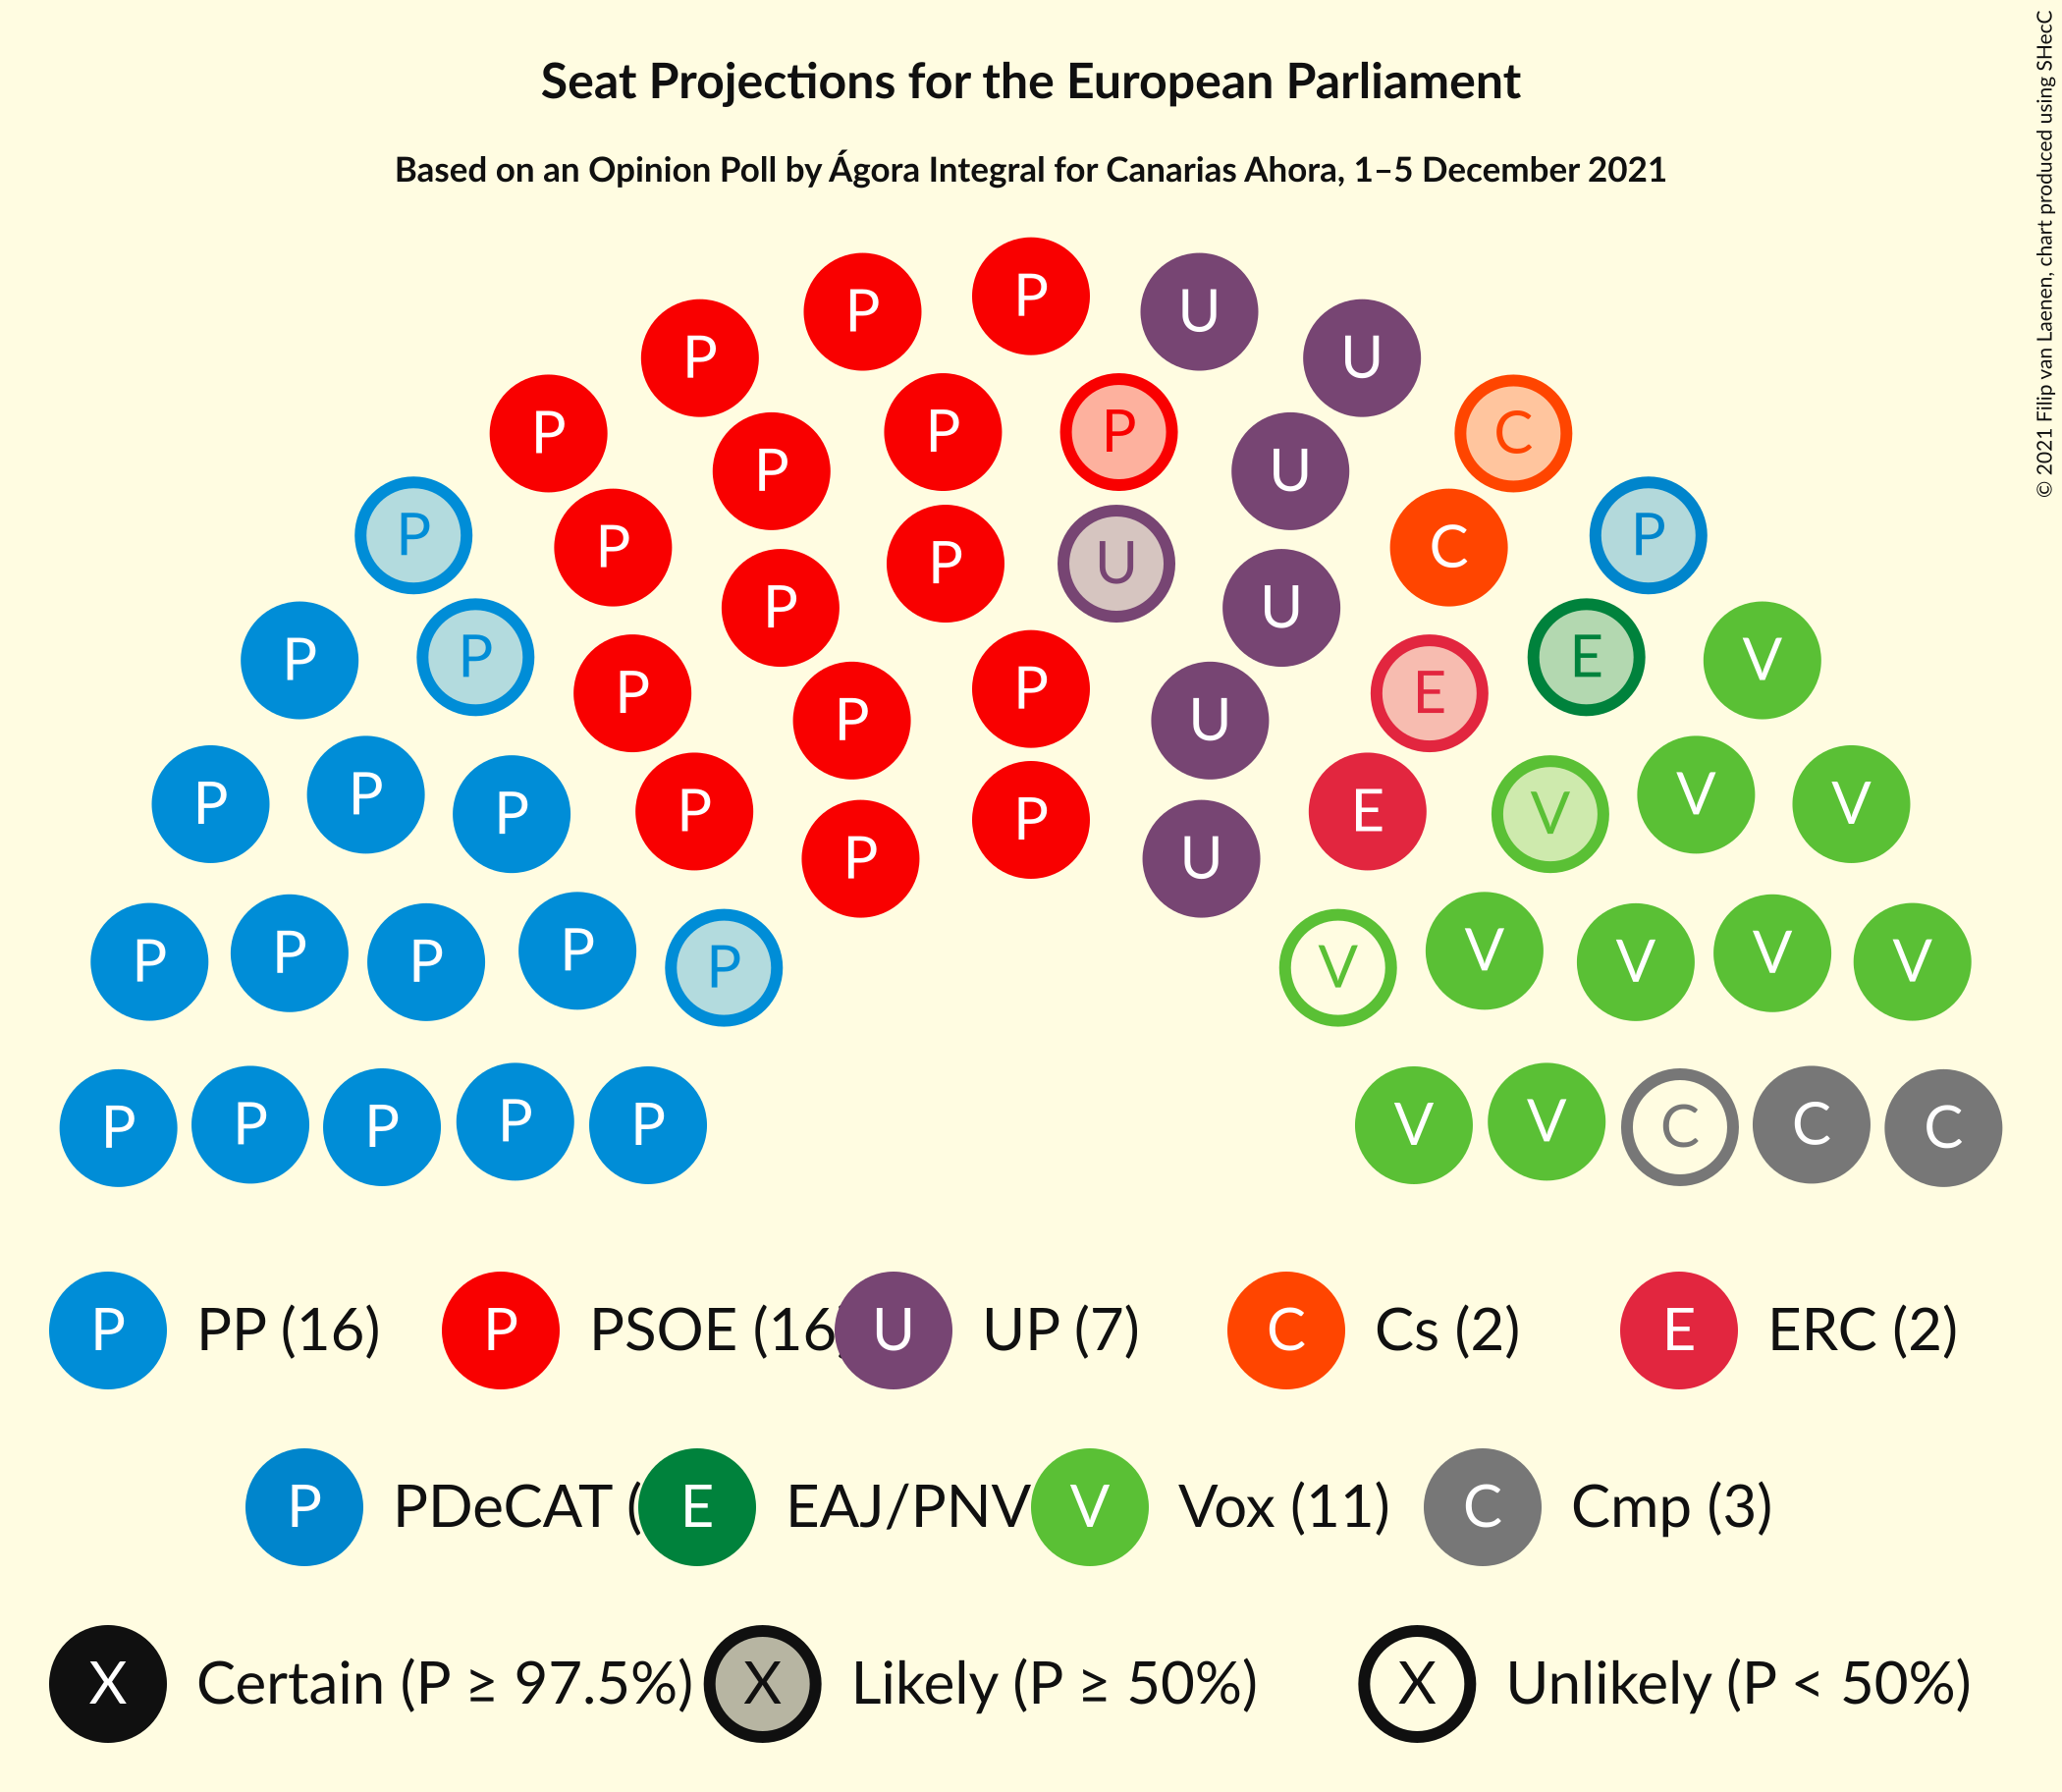 Seat Projections for the European Parliament
Based on an Opinion Poll by Ágora Integral for Canarias Ahora, 1–5 December 2021
© 2021 Filip van Laenen, chart produced using SHecC
P P P U U
P P P P U C
P P P P U U C P
P P P P P U E E V
P P P P P P U E V V V
P P P P P P U V V V V V
P P P P P V V C C C
P PP (16) P PSOE (16) U UP (7) C Cs (2) E ERC (2)
P PDeCAT ( E EAJ/PNV V Vox (11) C Cmp (3)
X Certain (P ≥ 97.5%) X Likely (P ≥ 50%) X Unlikely (P < 50%)